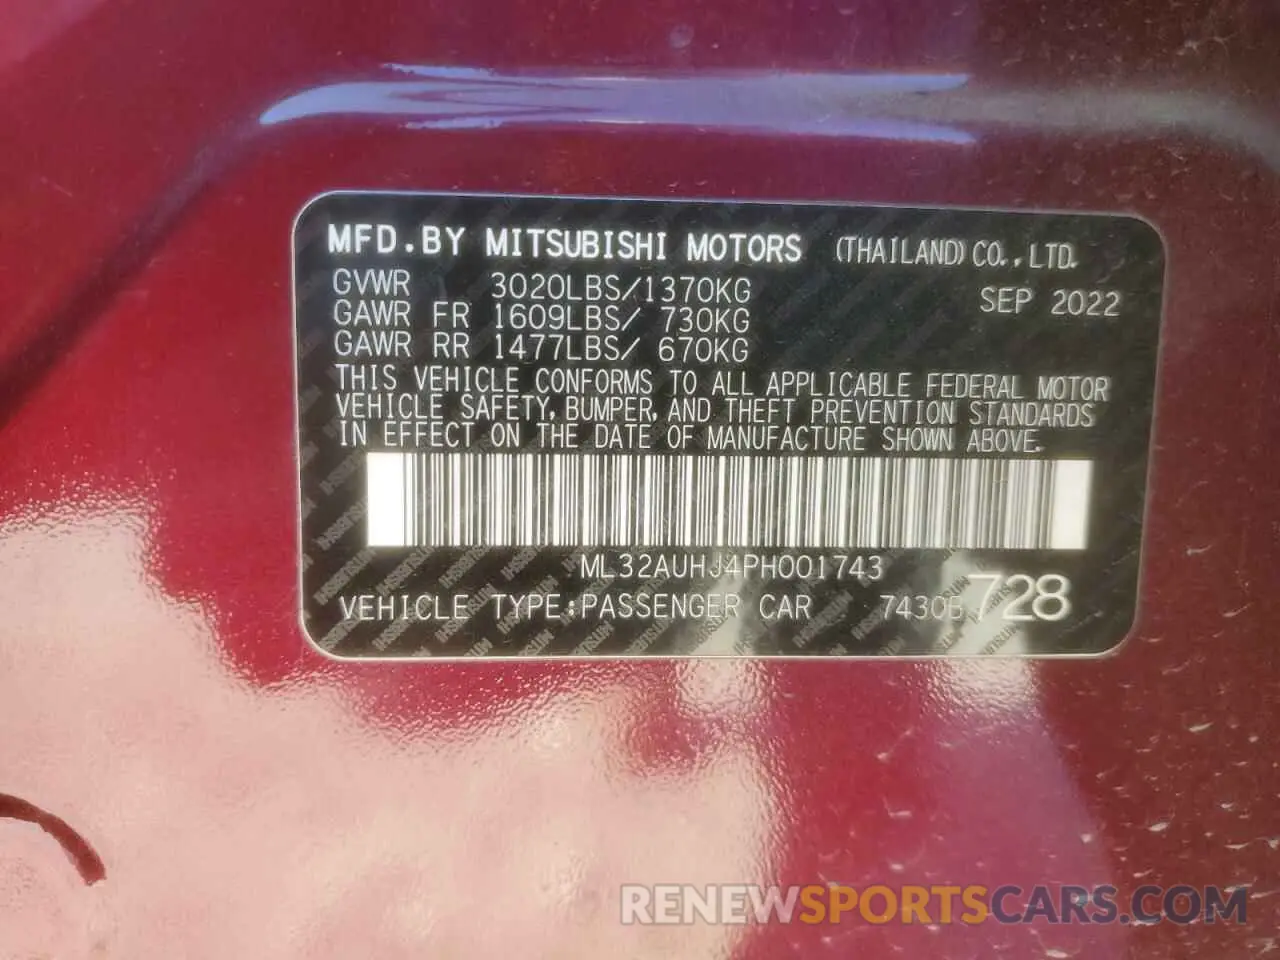 MFD.BY MITSUBISHI MOTORS (THAILAND) CO., LTD.
GVWR 3020LBS/1370KG SEP 2022
GAWR FR 1609LBS/ 730KG
GAWR RR 1477LBS/ 670KG
THIS VEHICLE CONFORMS TO ALL APPLICABLE FEDERAL MOTOR
VEHICLE SAFETY, BUMPER, AND THEFT PREVENTION STANDARDS
IN EFFECT ON THE DATE OF MANUFACTURE SHOWN ABOVE.
ML32AUHJ4PH001743
VEHICLE TYPE:PASSENGER CAR 7430B 728
RENEWSPORTSCARS.COM